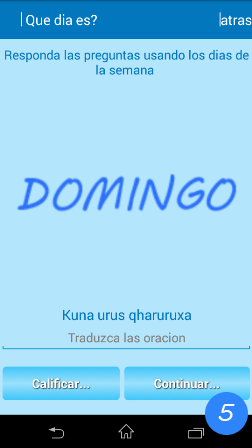 Que dia es?
atras
Responda las preguntas usando los dias de
la semana
DOMINGO
Kuna urus qharuruxa
Traduzca las oracion
Calificar...
Continuar...
5